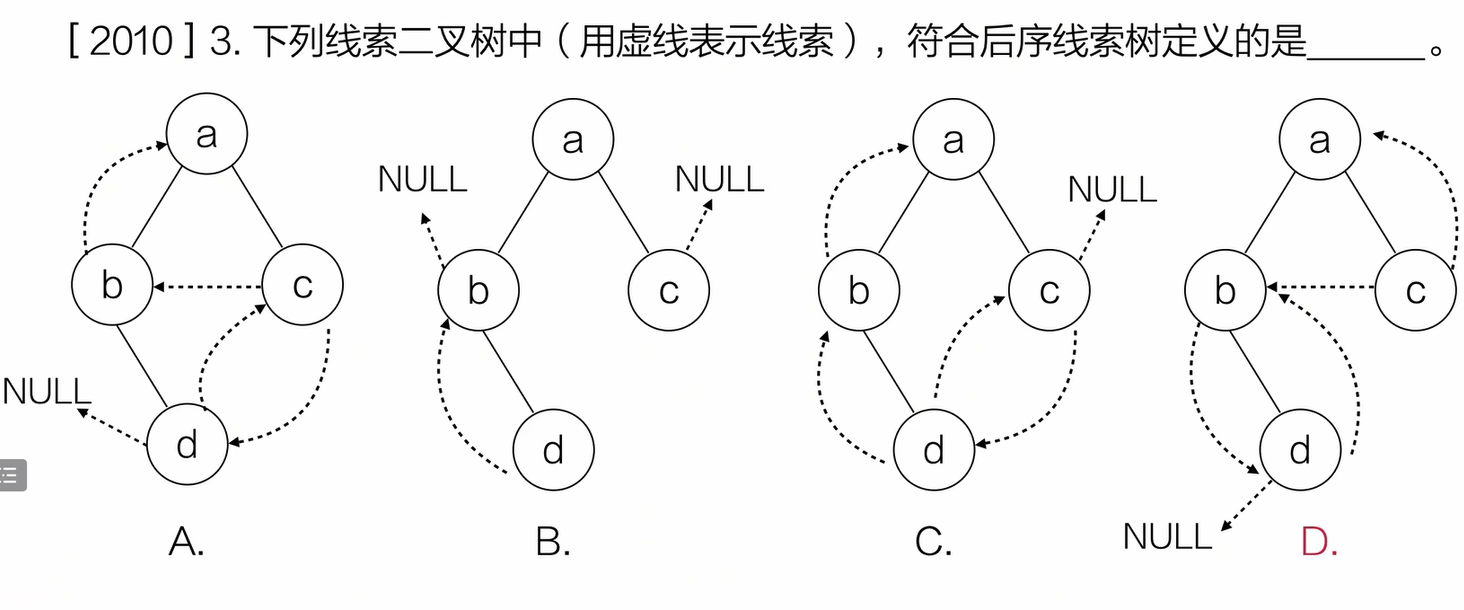 [ 2010 ] 3. 下列线索二叉树中（用虚线表示线索），符合后序线索树定义的是______。
a a a a
NULL NULL NULL
b c b c b c b c
NULL
d d d d
NULL
A. B. C. D.